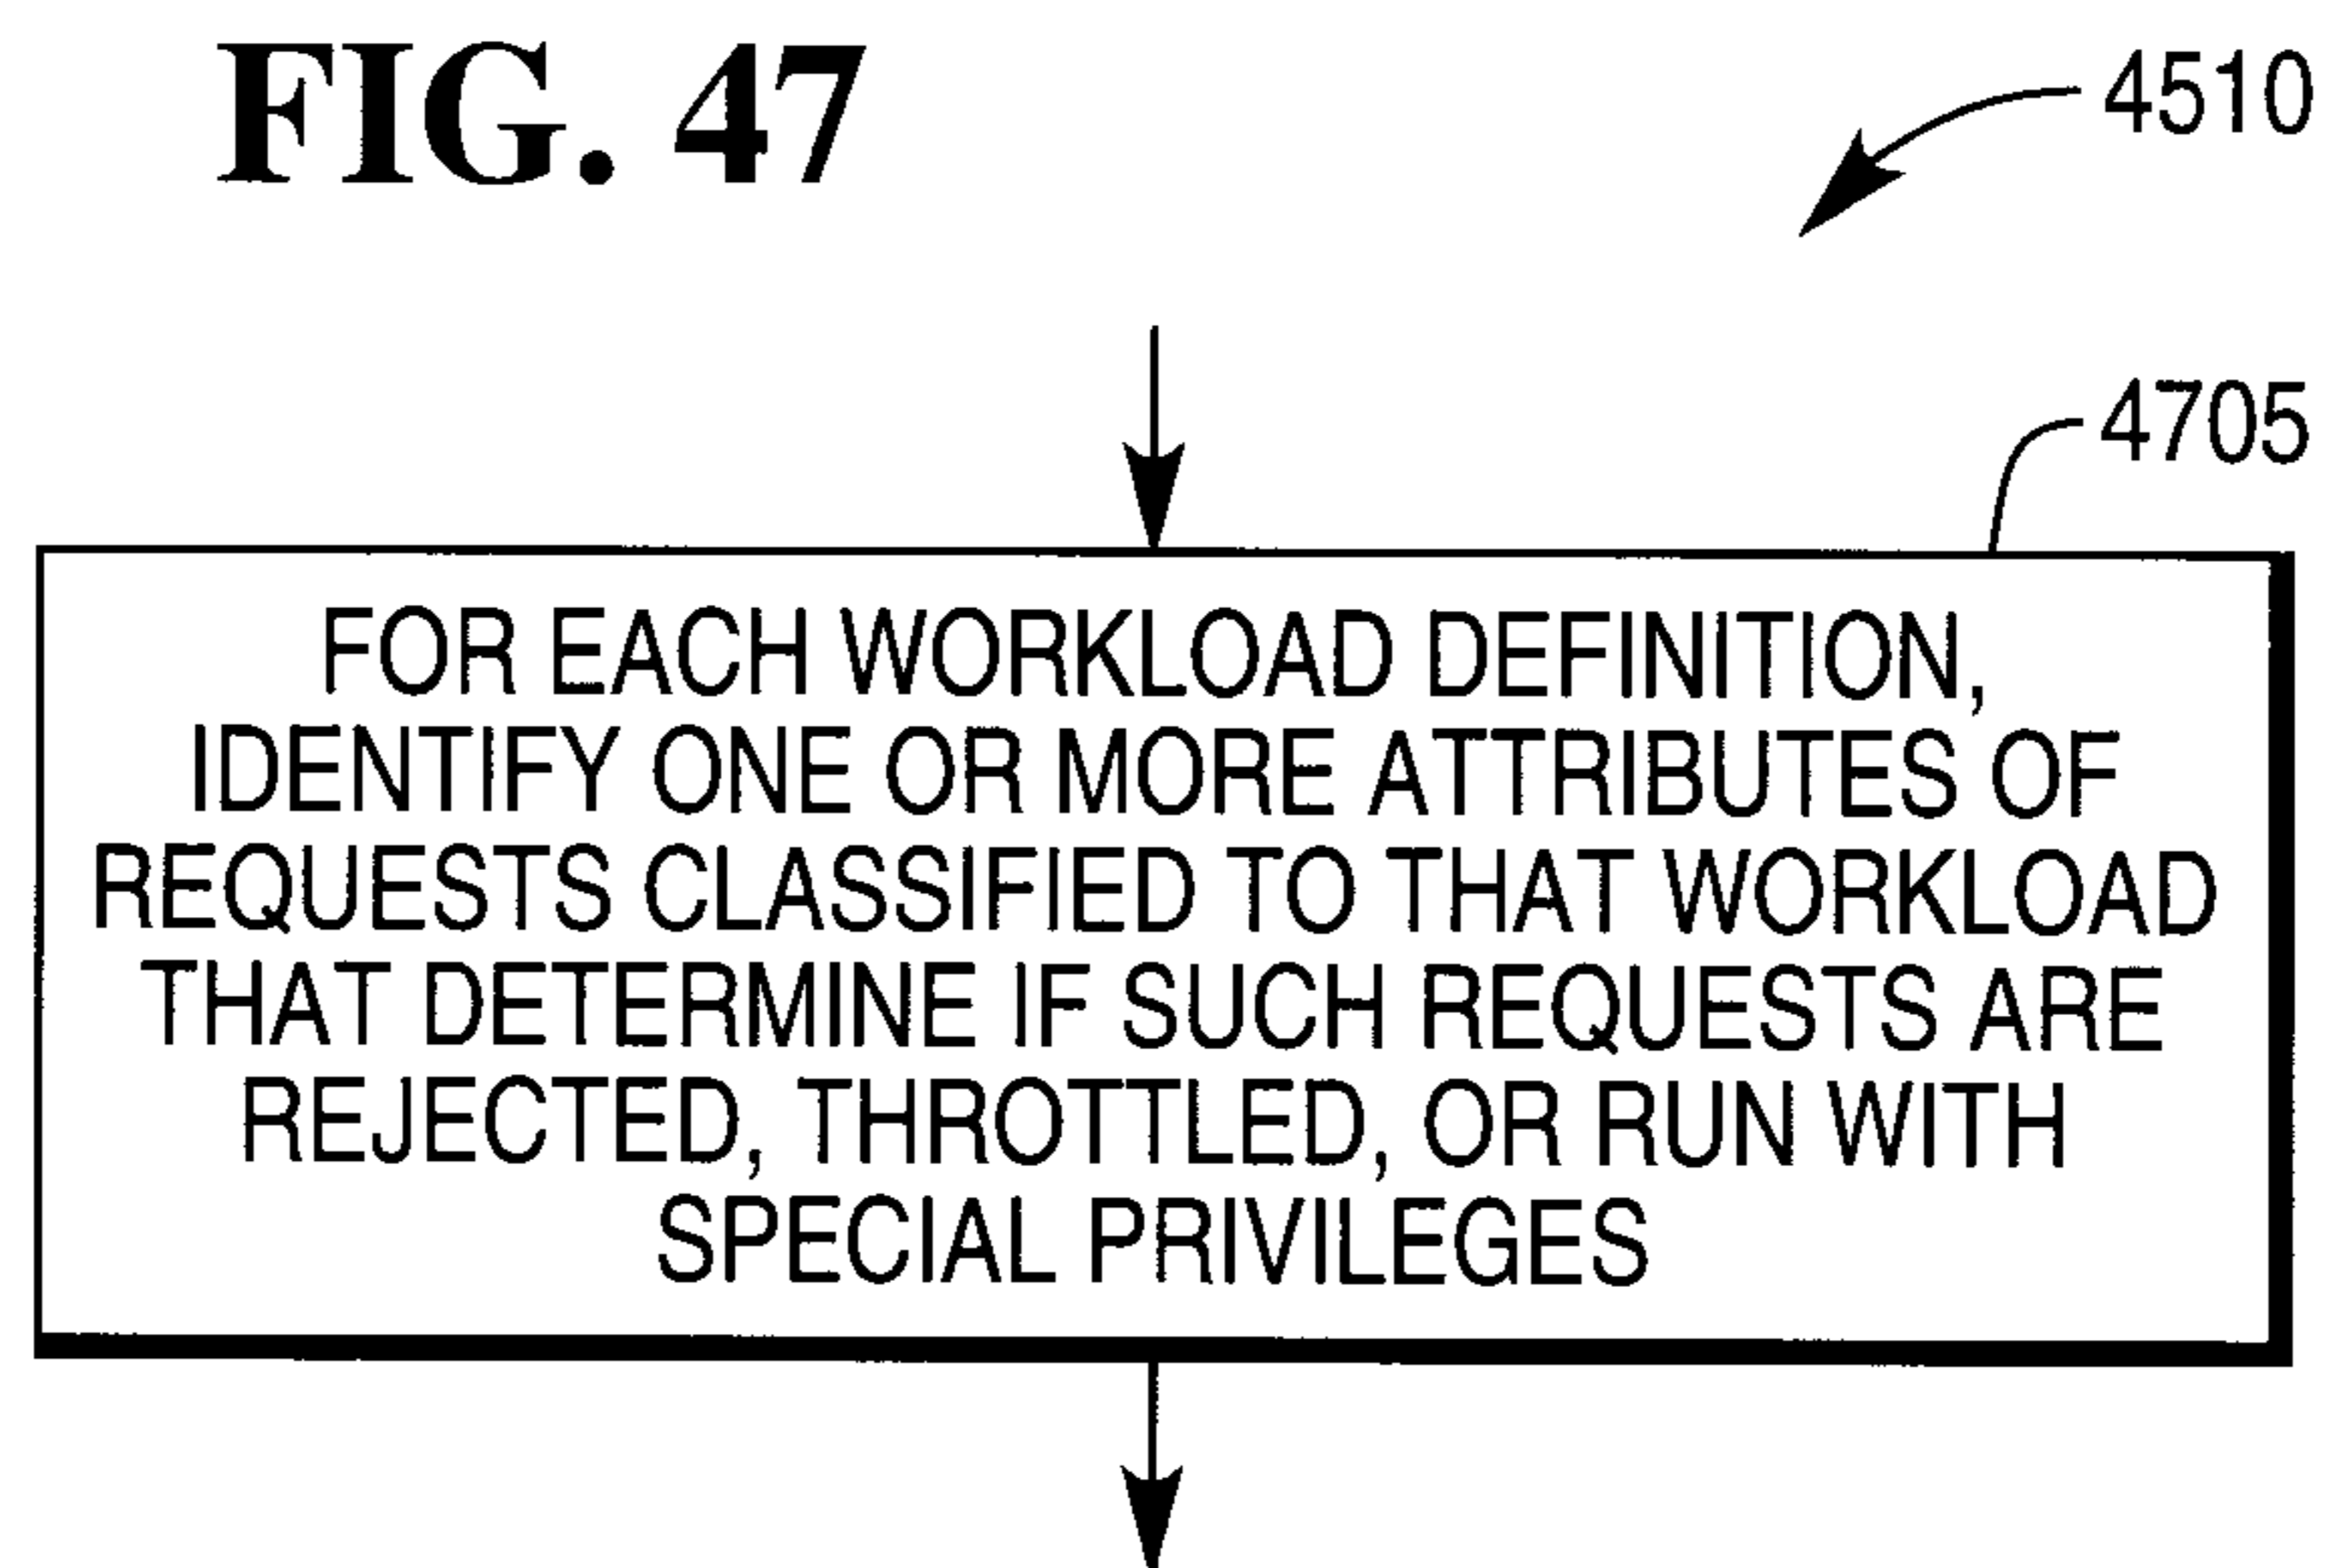 FIG. 47
4510
4705
FOR EACH WORKLOAD DEFINITION,
IDENTIFY ONE OR MORE ATTRIBUTES OF
REQUESTS CLASSIFIED TO THAT WORKLOAD
THAT DETERMINE IF SUCH REQUESTS ARE
REJECTED, THROTTLED, OR RUN WITH
SPECIAL PRIVILEGES